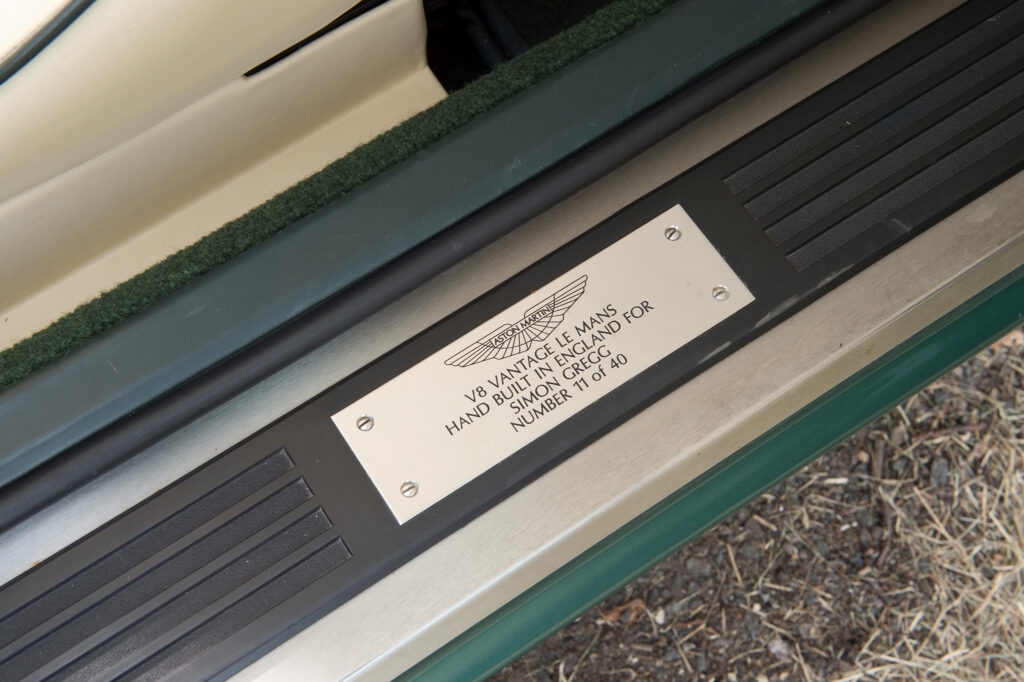 ASTON MARTIN
V8 VANTAGE LE MANS
HAND BUILT IN ENGLAND FOR
SIMON GREGG
NUMBER 11 of 40